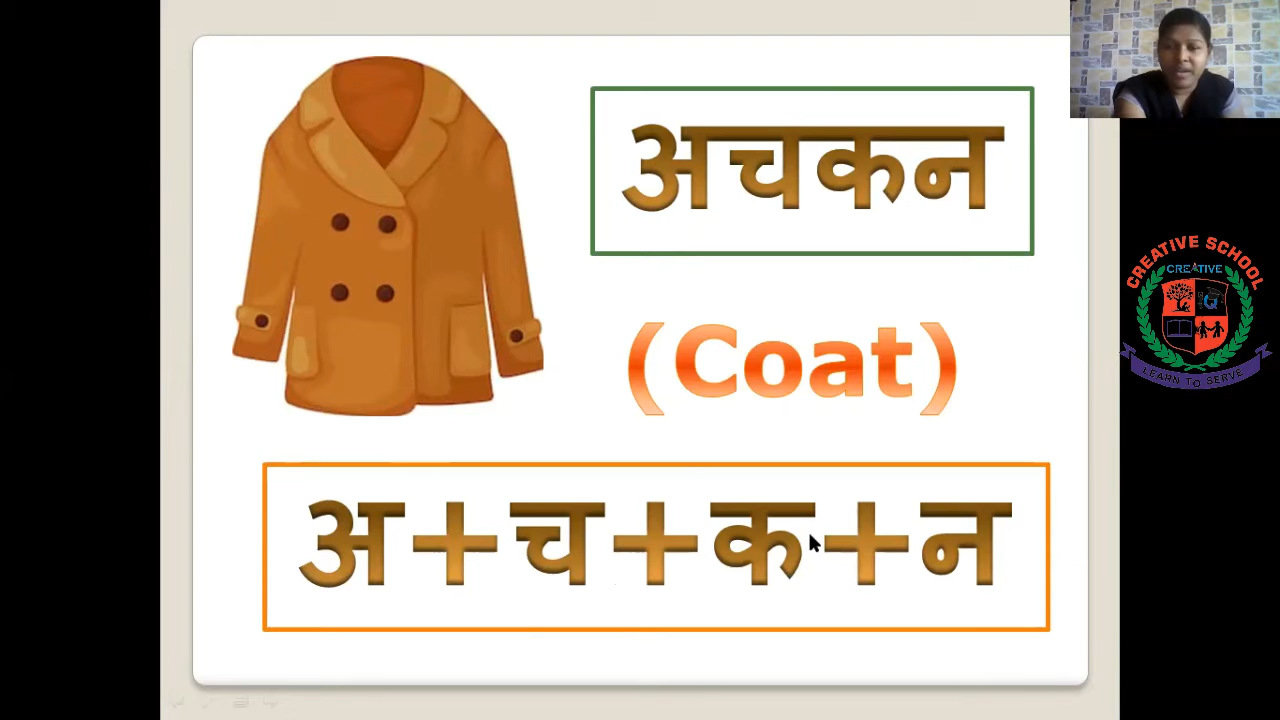 अचकन
(Coat)
अ+च+क+न
CREATIVE SCHOOL
CREATIVE
LEARN TO SERVE